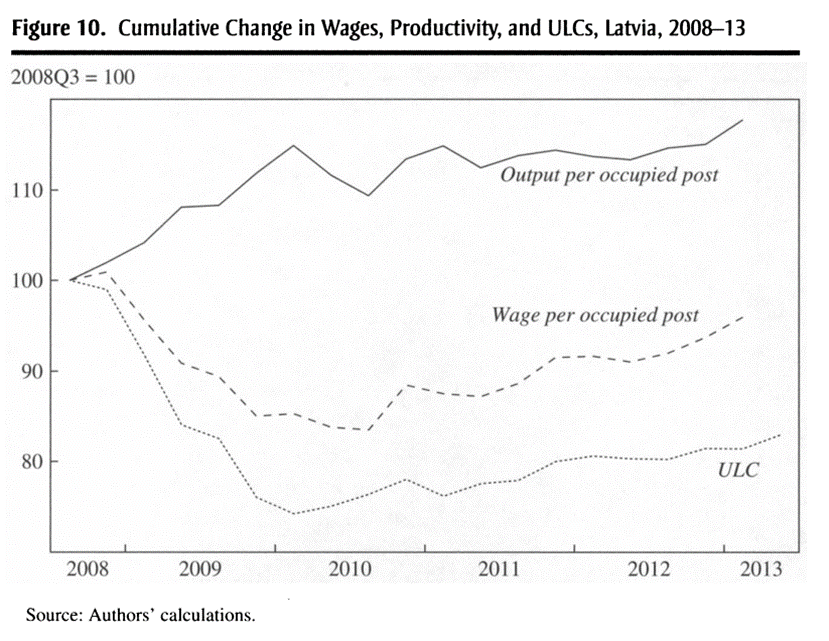 Figure 10. Cumulative Change in Wages, Productivity, and ULCs, Latvia, 2008–13
2008Q3 = 100
110
Output per occupied post
100
Wage per occupied post
90
80
ULC
2008 2009 2010 2011 2012 2013
Source: Authors' calculations.